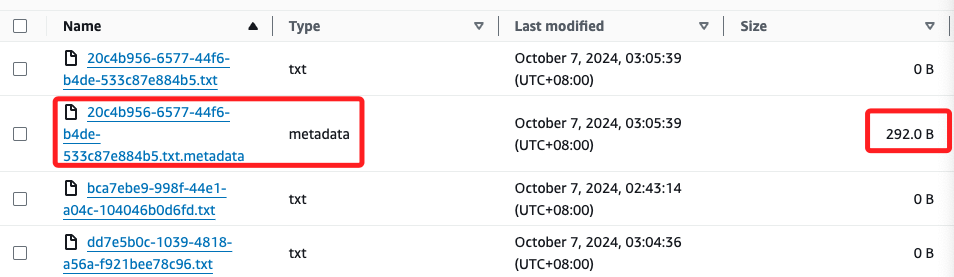 Name Type Last modified Size
20c4b956-6577-44f6-
b4de-533c87e884b5.txt
txt
October 7, 2024, 03:05:39
(UTC+08:00)
0 B
20c4b956-6577-44f6-
b4de-
533c87e884b5.txt.metadata
metadata
October 7, 2024, 03:05:39
(UTC+08:00)
292.0 B
bca7ebe9-998f-44e1-
a04c-104046b0d6fd.txt
txt
October 7, 2024, 02:43:14
(UTC+08:00)
0 B
dd7e5b0c-1039-4818-
a56a-f921bee78c96.txt
txt
October 7, 2024, 03:04:36
(UTC+08:00)
0 B